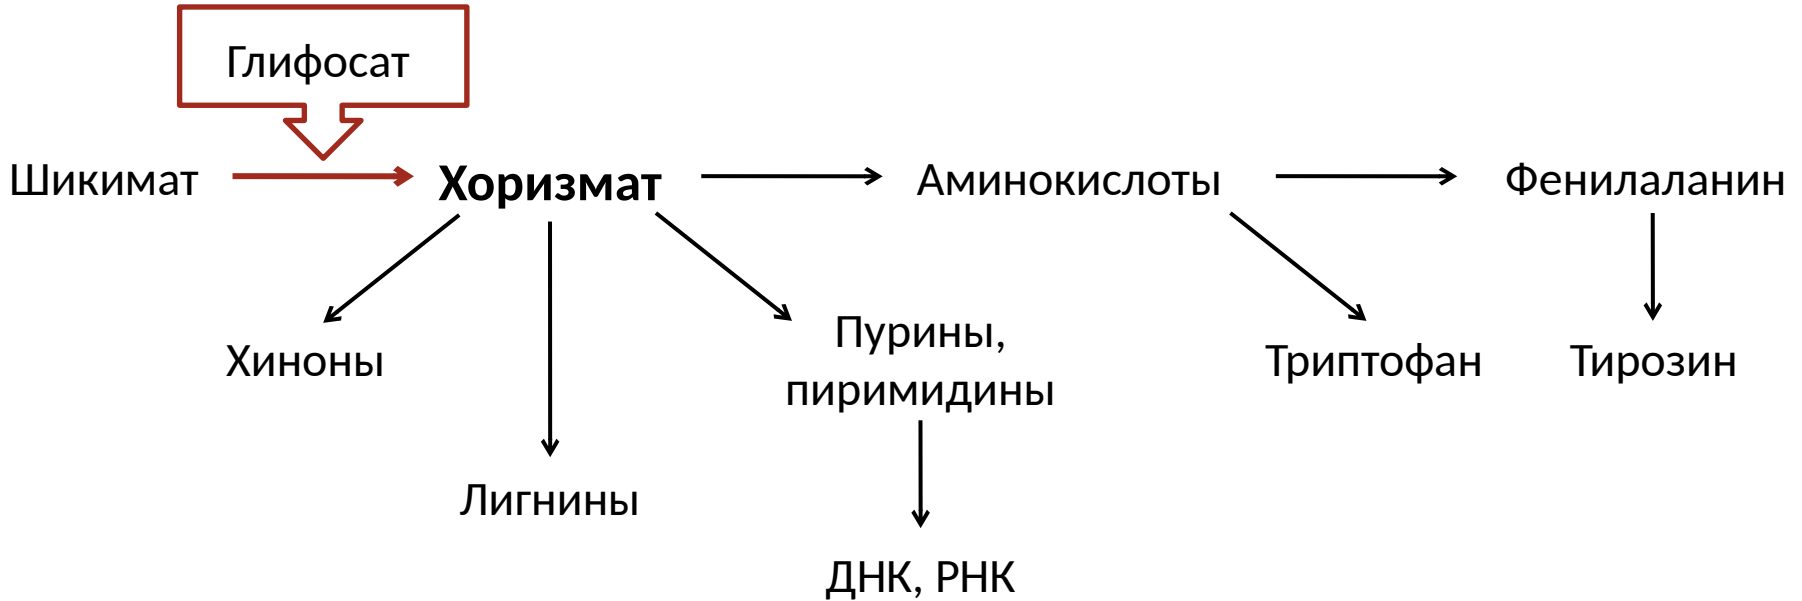 Глифосат
Шикимат
Хоризмат
Аминокислоты
Фенилаланин
Хиноны
Пурины,
пиримидины
Триптофан
Тирозин
Лигнины
ДНК, РНК